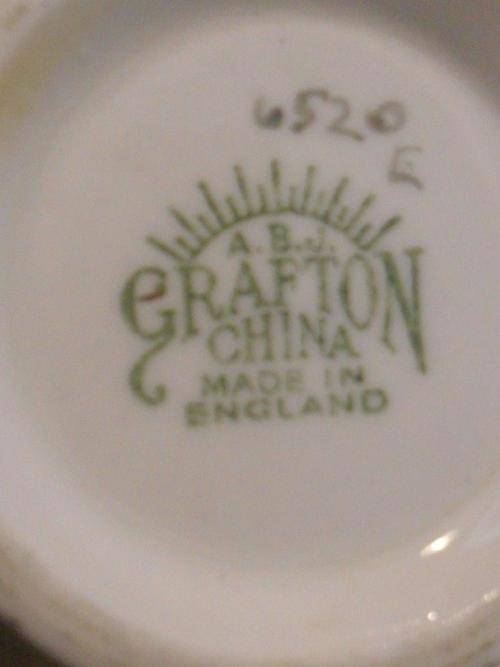 6520
E
A.B.J.
GRAFTON
CHINA
MADE IN
ENGLAND